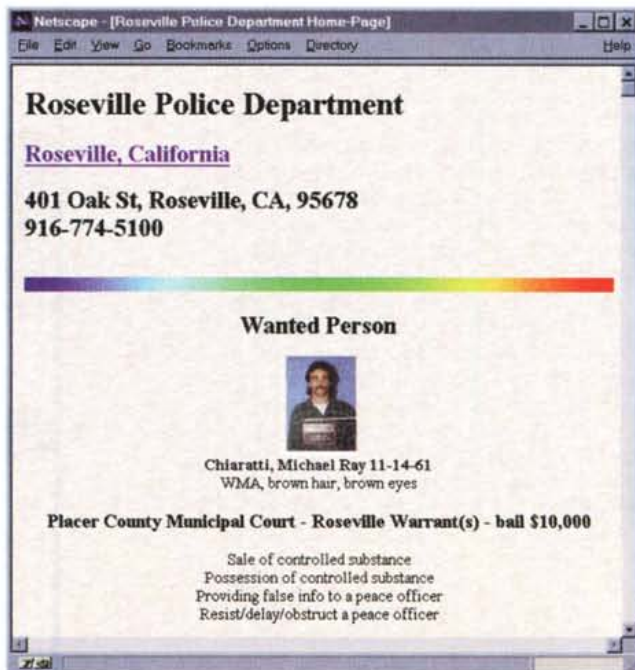 Netscape - [Roseville Police Department Home-Page]
File Edit View Go Bookmarks Options Directory Help
Roseville Police Department
Roseville, California
401 Oak St, Roseville, CA, 95678
916-774-5100
Wanted Person
Chiaratti, Michael Ray 11-14-61
WMA, brown hair, brown eyes
Placer County Municipal Court - Roseville Warrant(s) - bail $10,000
Sale of controlled substance
Possession of controlled substance
Providing false info to a peace officer
Resist/delay/obstruct a peace officer